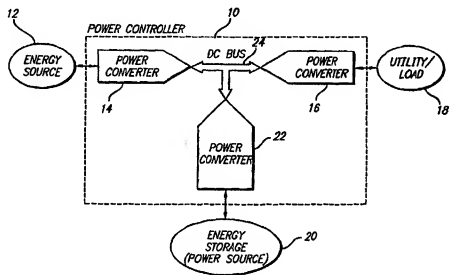 12
POWER CONTROLLER
10
ENERGY
SOURCE
POWER
CONVERTER
14
DC BUS
24
POWER
CONVERTER
16
UTILITY/
LOAD
18
POWER
CONVERTER
22
ENERGY
STORAGE
(POWER SOURCE)
20